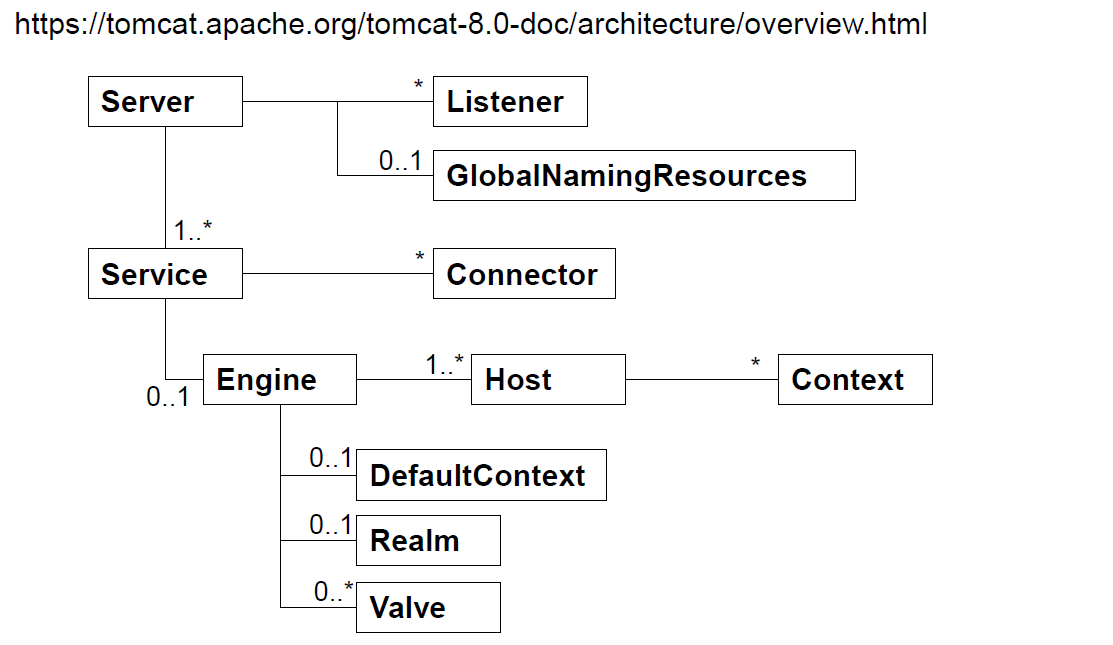 https://tomcat.apache.org/tomcat-8.0-doc/architecture/overview.html
Server
*
Listener
0..1
GlobalNamingResources
1..*
Service
*
Connector
0..1
Engine
1..*
Host
*
Context
0..1
DefaultContext
0..1
Realm
0..*
Valve